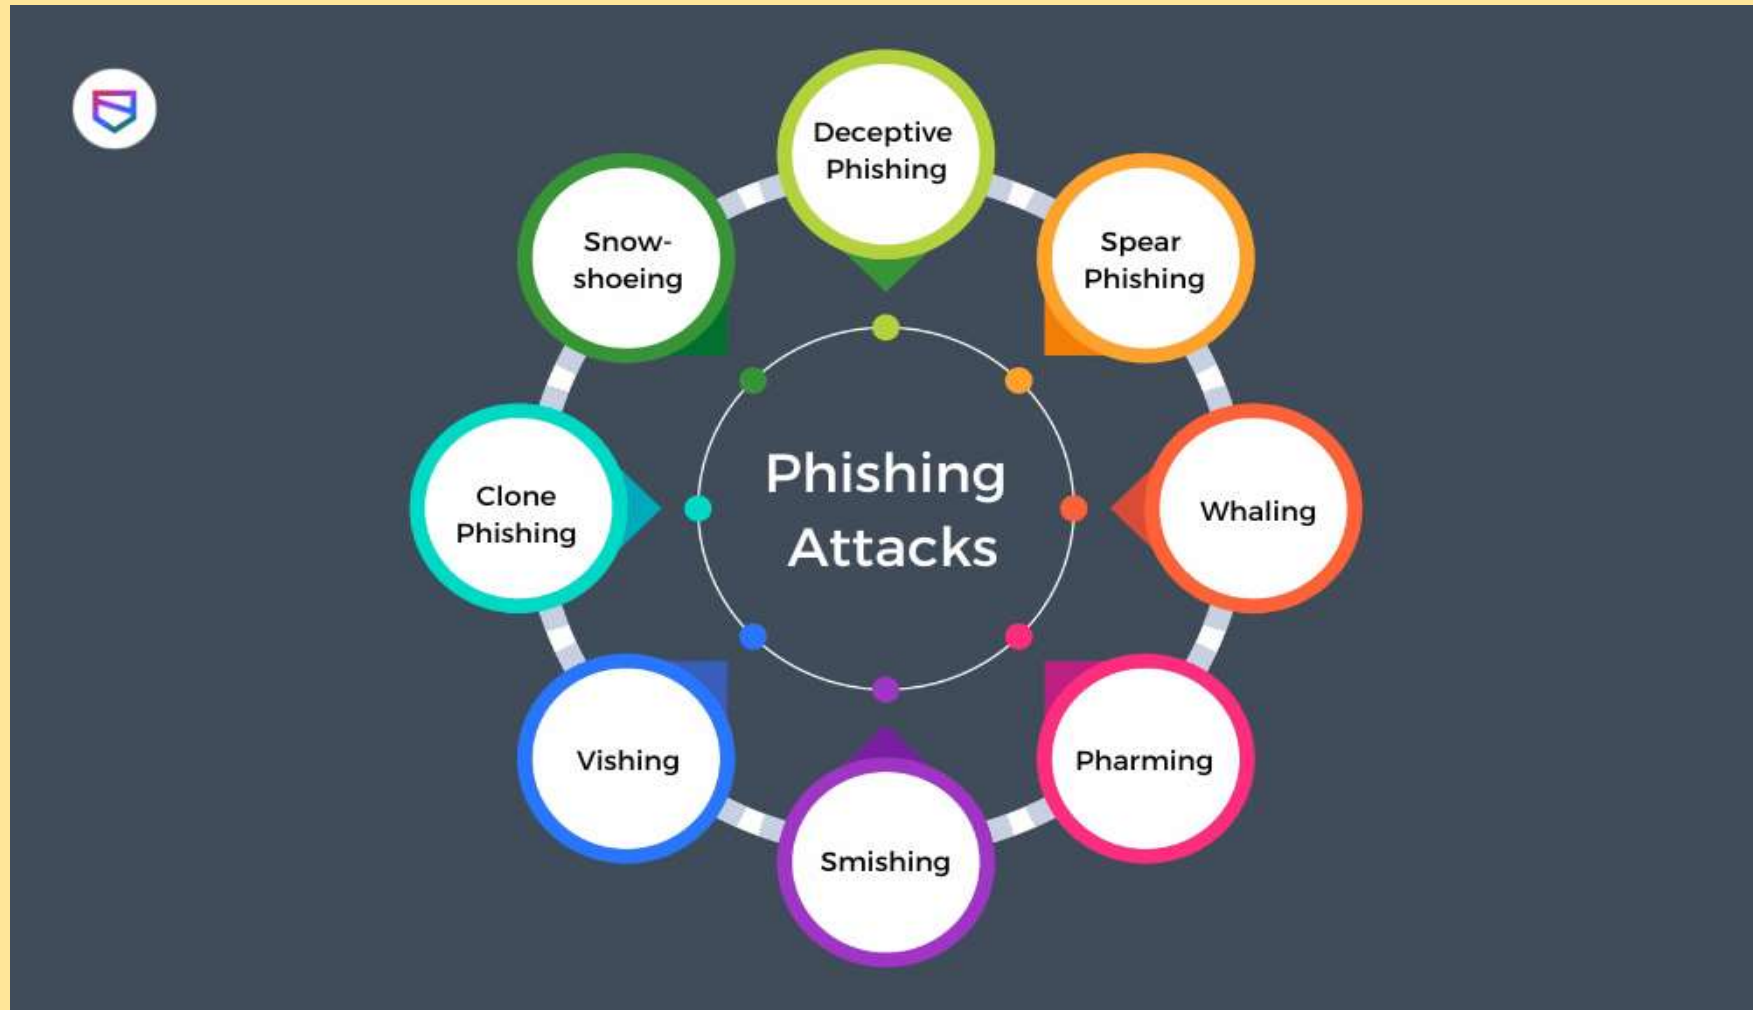 Deceptive
Phishing
Spear
Phishing
Whaling
Pharming
Smishing
Vishing
Clone
Phishing
Snow-
shoeing
Phishing
Attacks